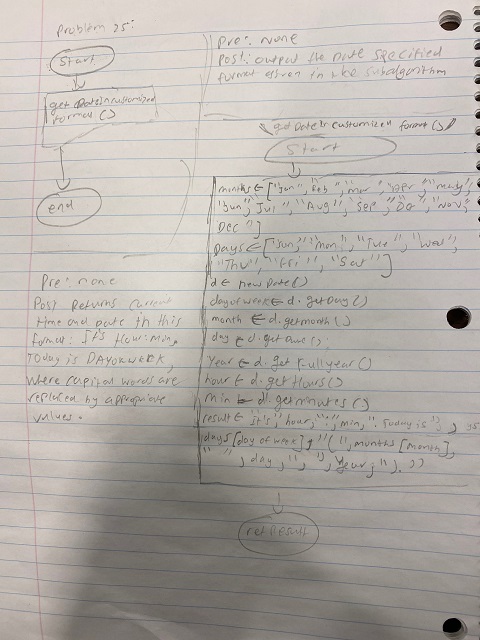 Problem 25:
Start
get Date In customized
format ()
end
Pre: none
Post: output the date specified
format given in the subalgorithm
Pre: none
Post Returns current
time and date in this
format: It's Hour:min,
Today is DAYOFWEEK,
where capital words are
replaced by appropriate
values.
get Date In customized format ()
Start
months ← ["Jan", "Feb", "mar", "Apr",
"Jun", "Jul", "Aug", "Sep", "Nov",
Dec"]
Days ← ["sun", "mon", "Tue", "Wed",
"Thu", "Fri", "Sat"]
d ← new Date()
dayofweek ← d.getDay()
month ← d.getmonth()
day ←
Year ← d.get Fullyear()
hour ← d.get Hours()
min ← d.getminutes()
result ← "It's", hour, ":", min, ". Today is",
days[day of week], "(", months[month],
" ", day, ", ", Year,
ret result